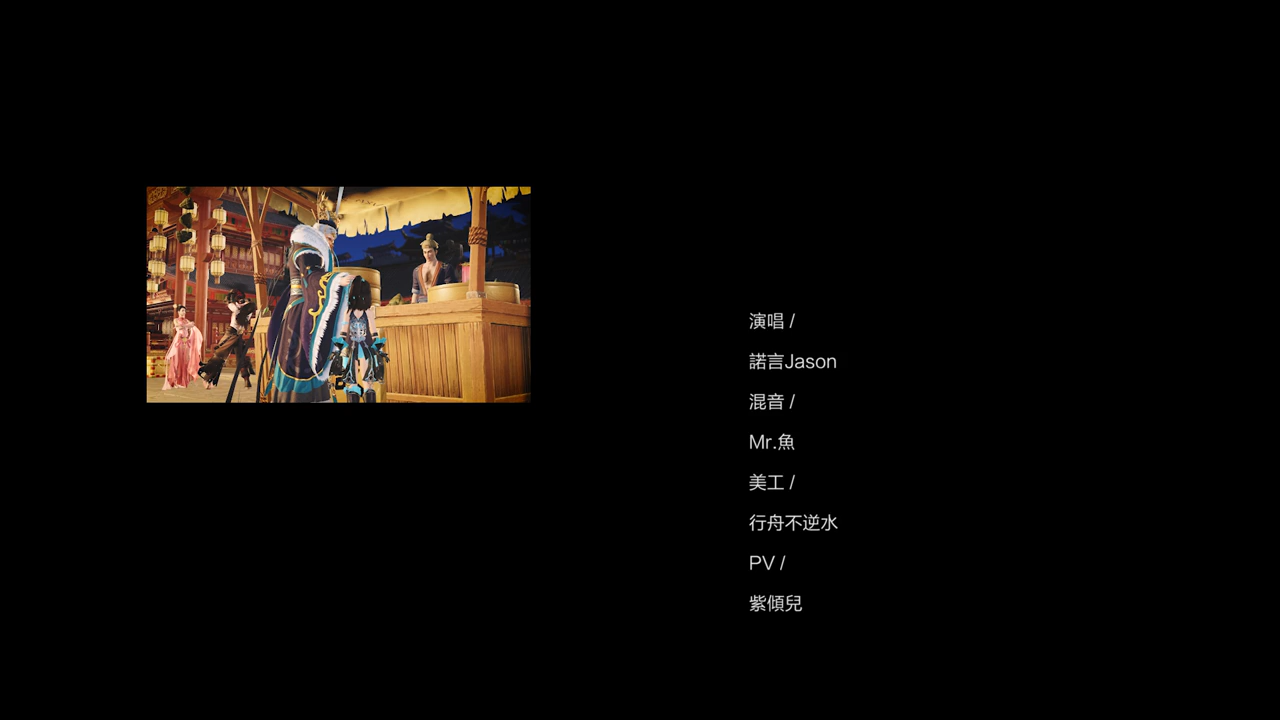 演唱 /
諾言Jason
混音 /
Mr.魚
美工 /
行舟不逆水
PV /
紫傾兒